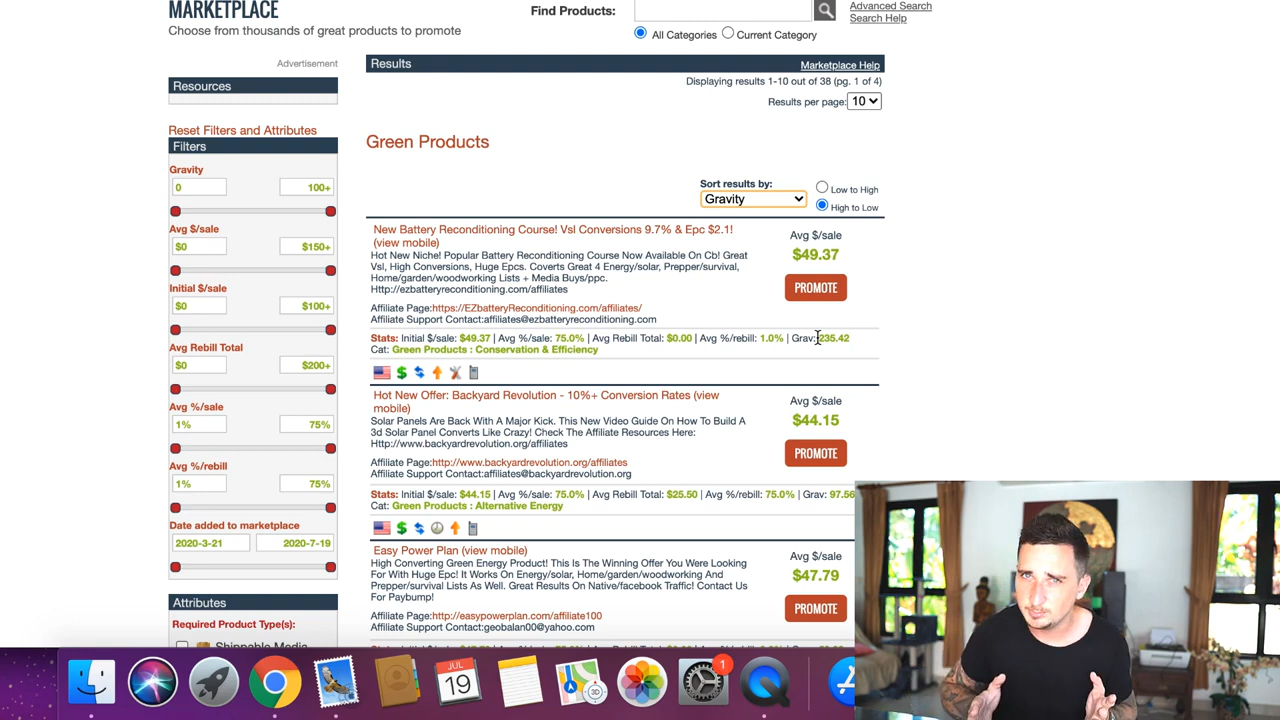 MARKETPLACE
Choose from thousands of great products to promote
Find Products:
Advanced Search
Search Help
All Categories
Current Category
Advertisement
Resources
Reset Filters and Attributes
Filters
Gravity
0
100+
Avg $/sale
$0
$150+
Initial $/sale
$0
$100+
Avg Rebill Total
$0
$200+
Avg %/sale
1%
75%
Avg %/rebill
1%
75%
Date added to marketplace
2020-3-21
2020-7-19
Attributes
Required Product Type(s):
Shippable Media
Results
Marketplace Help
Displaying results 1-10 out of 38 (pg. 1 of 4)
Results per page: 10
Green Products
Sort results by:
Gravity
Low to High
High to Low
New Battery Reconditioning Course! Vsl Conversions 9.7% & Epc $2.1!
(view mobile)
Hot New Niche! Popular Battery Reconditioning Course Now Available On Cb! Great
Vsl, High Conversions, Huge Epcs. Coverts Great 4 Energy/solar, Prepper/survival,
Home/garden/woodworking Lists + Media Buys/ppc.
Http://ezbatteryreconditioning.com/affiliates
Affiliate Page:https://EZbatteryReconditioning.com/affiliates/
Affiliate Support Contact:affiliates@ezbatteryreconditioning.com
Avg $/sale
$49.37
PROMOTE
Stats: Initial $/sale: $49.37 | Avg %/sale: 75.0% | Avg Rebill Total: $0.00 | Avg %/rebill: 1.0% | Grav: 235.42
Cat: Green Products : Conservation & Efficiency
Hot New Offer: Backyard Revolution - 10%+ Conversion Rates (view
mobile)
Solar Panels Are Back With A Major Kick. This New Video Guide On How To Build A
3d Solar Panel Converts Like Crazy! Check The Affiliate Resources Here:
Http://www.backyardrevolution.org/affiliates
Affiliate Page:http://www.backyardrevolution.org/affiliates
Affiliate Support Contact:affiliates@backyardrevolution.org
Avg $/sale
$44.15
PROMOTE
Stats: Initial $/sale: $44.15 | Avg %/sale: 75.0% | Avg Rebill Total: $25.50 | Avg %/rebill: 75.0% | Grav: 97.56
Cat: Green Products : Alternative Energy
Easy Power Plan (view mobile)
High Converting Green Energy Product! This Is The Winning Offer You Were Looking
For With Huge Epc! It Works On Energy/solar, Home/garden/woodworking And
Prepper/survival Lists As Well. Great Results On Native/facebook Traffic! Contact Us
For Paybump!
Affiliate Page:http://easypowerplan.com/affiliate100
Affiliate Support Contact:geobalan00@yahoo.com
Avg $/sale
$47.79
PROMOTE
JUL
19
3D
1